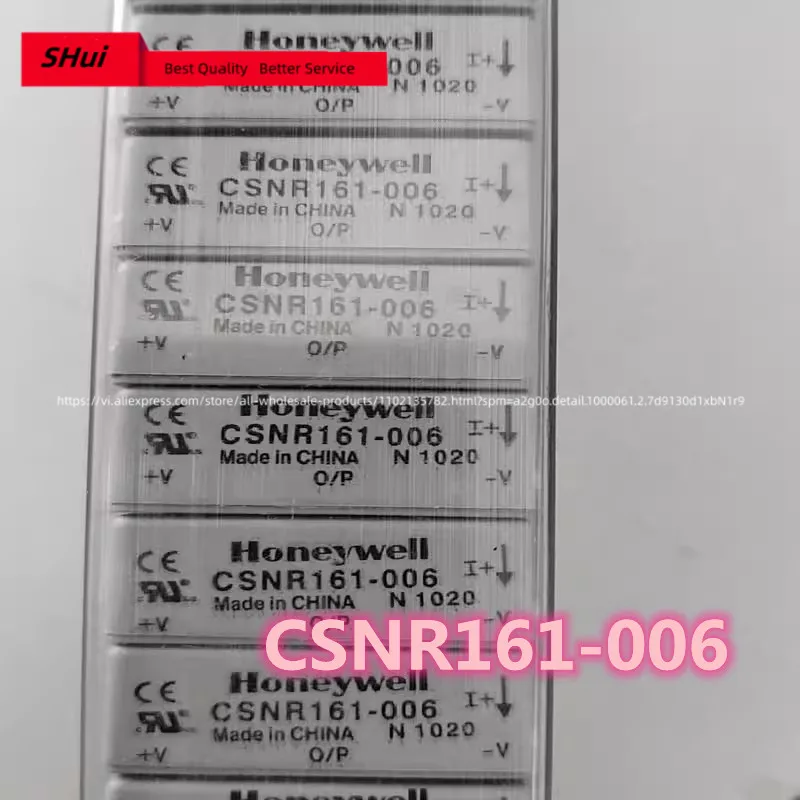 SHui
Best Quality Better Service
CE Honeywell
006 I+
Made in CHINA N 1020
+V O/P -V
CE Honeywell
CSNR161-006 I+
Made in CHINA N 1020
+V O/P -V
CE Honeywell
CSNR161-006 I+
Made in CHINA N 1020
+V O/P -V
https://vi.aliexpress.com/store/all-wholesale-products/1102135782.html?spm=a2g0o.detail.1000061.2.7d9130d1xbN1r9
CE Honeywell
CSNR161-006 I+
Made in CHINA N 1020
+V O/P -V
CE Honeywell
CSNR161-006 I+
Made in CHINA N 1020
+V O/P -V
CSNR161-006
CE Honeywell
CSNR161-006 I+
Made in CHINA N 1020
+V O/P -V
Honeywell